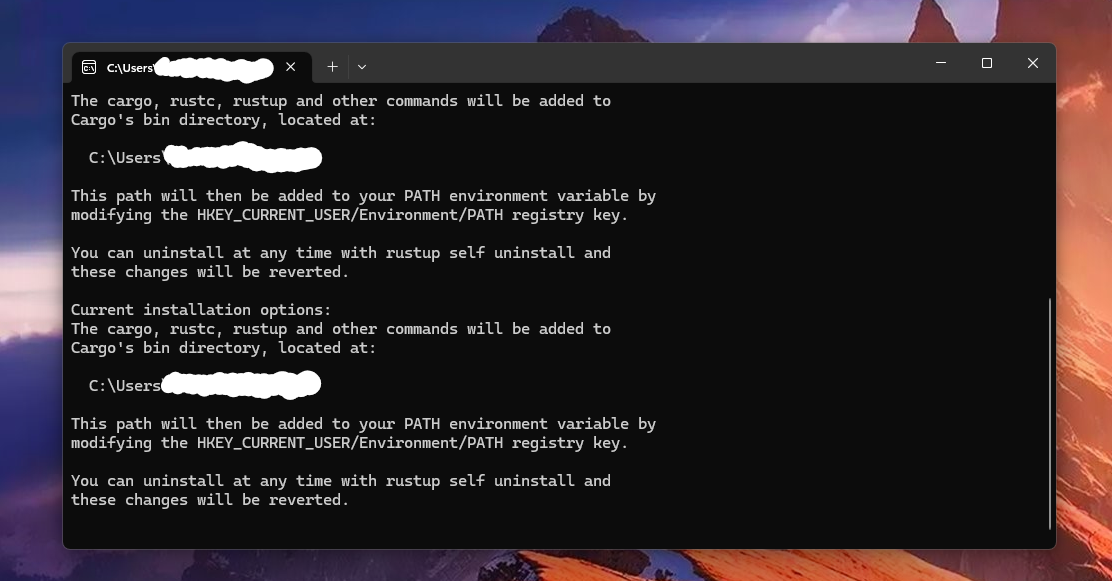 C:\Users\
The cargo, rustc, rustup and other commands will be added to
Cargo's bin directory, located at:
C:\Users\
This path will then be added to your PATH environment variable by
modifying the HKEY_CURRENT_USER/Environment/PATH registry key.
You can uninstall at any time with rustup self uninstall and
these changes will be reverted.
Current installation options:
The cargo, rustc, rustup and other commands will be added to
Cargo's bin directory, located at:
C:\Users
This path will then be added to your PATH environment variable by
modifying the HKEY_CURRENT_USER/Environment/PATH registry key.
You can uninstall at any time with rustup self uninstall and
these changes will be reverted.